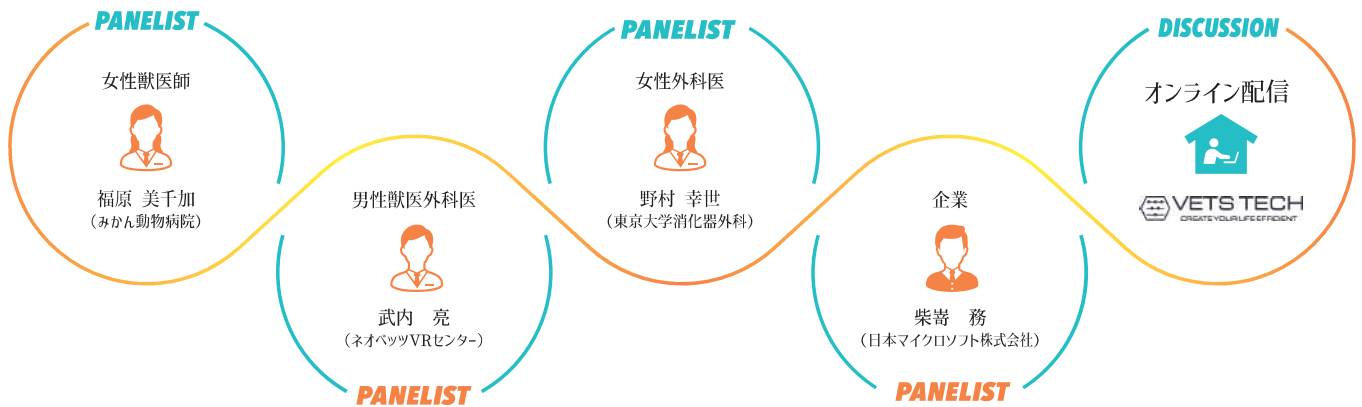 PANELIST
女性獣医師
福原 美千加
（みかん動物病院）
男性獣医外科医
武内 亮
（ネオベッツVRセンター）
PANELIST
PANELIST
女性外科医
野村 幸世
（東京大学消化器外科）
企業
柴嵜 務
（日本マイクロソフト株式会社）
PANELIST
DISCUSSION
オンライン配信
VETS TECH
CREATE YOUR LIFE EFFICIENT